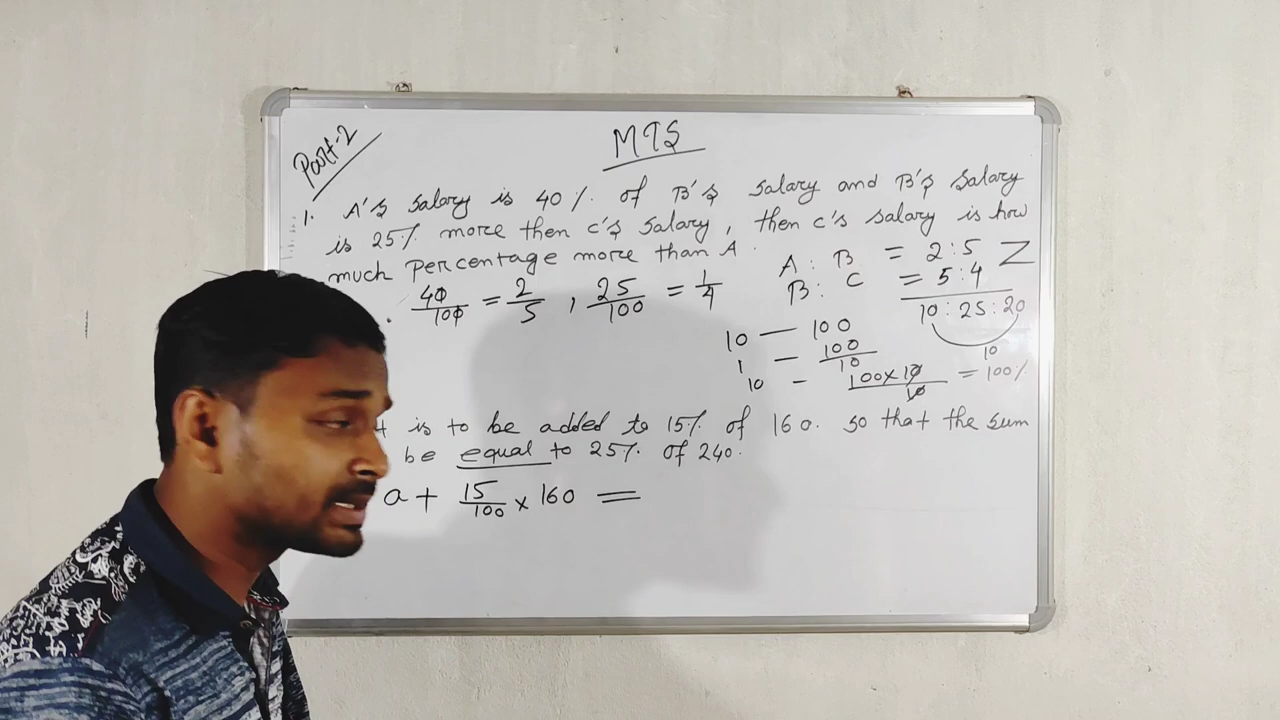 Part-2
MTS
1. A's salary is 40% of B's salary and B's salary
is 25% more then c's salary, then c's salary is how
much percentage more than A.
40/100 = 2/5 , 25/100 = 1/4
A : B = 2:5
B : C = 5:4
10 : 25 : 20
10
10 — 100
1 — 100/10
10 - 100x10/10 = 100%
is to be added to 15% of 160. so that the sum
be equal to 25% of 240.
a + 15/100 x 160 =